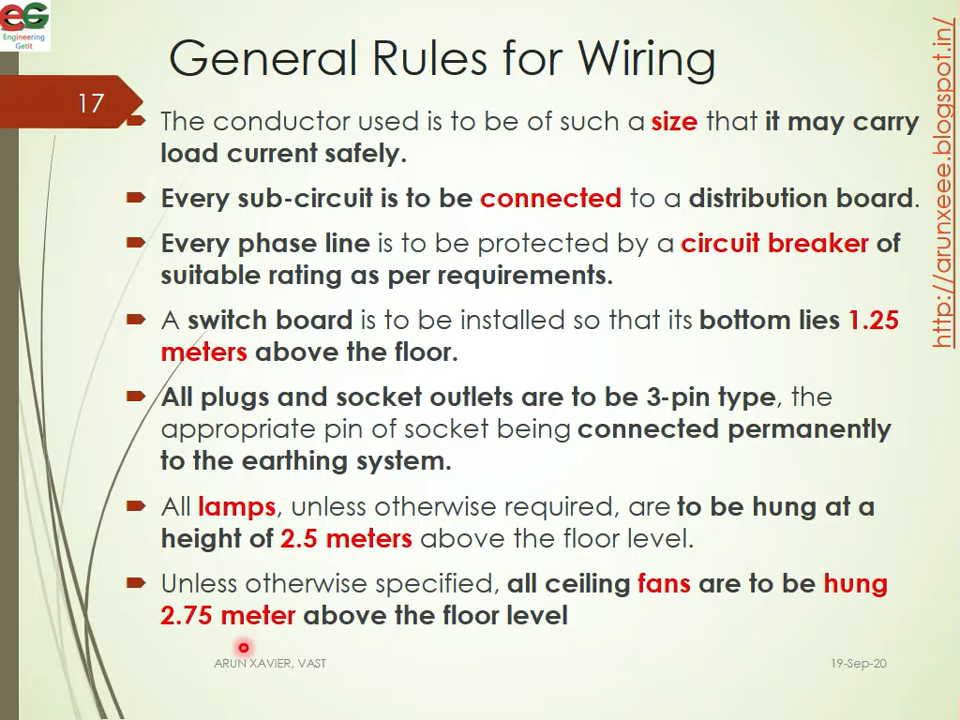 EG
Engineering
Getit
General Rules for Wiring
17
The conductor used is to be of such a size that it may carry
load current safely.
Every sub-circuit is to be connected to a distribution board.
Every phase line is to be protected by a circuit breaker of
suitable rating as per requirements.
A switch board is to be installed so that its bottom lies 1.25
meters above the floor.
All plugs and socket outlets are to be 3-pin type, the
appropriate pin of socket being connected permanently
to the earthing system.
All lamps, unless otherwise required, are to be hung at a
height of 2.5 meters above the floor level.
Unless otherwise specified, all ceiling fans are to be hung
2.75 meter above the floor level
ARUN XAVIER, VAST
19-Sep-20
http://arunxeee.blogspot.in/